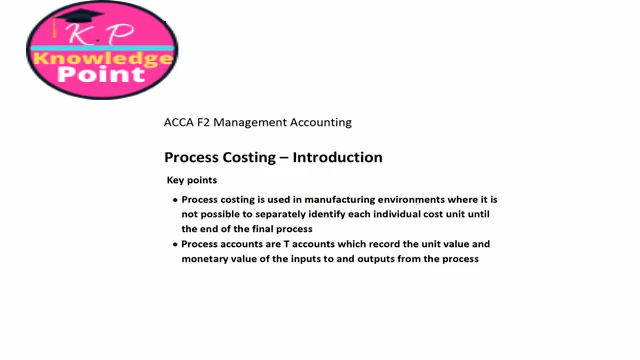 K.P
Knowledge
Point
ACCA F2 Management Accounting
Process Costing – Introduction
Key points
• Process costing is used in manufacturing environments where it is
not possible to separately identify each individual cost unit until
the end of the final process
• Process accounts are T accounts which record the unit value and
monetary value of the inputs to and outputs from the process